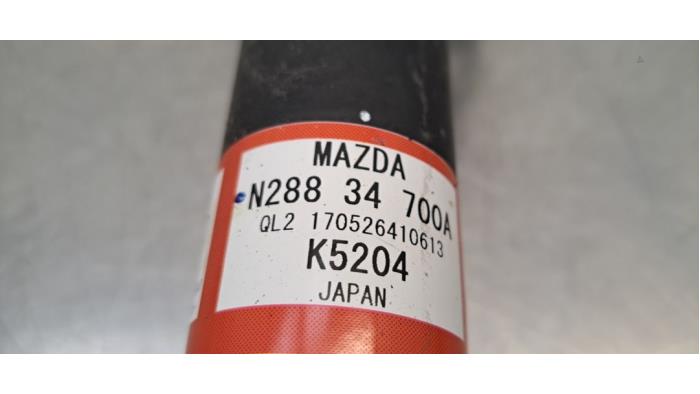 MAZDA
N288 34 700A
QL2 170526410613
K5204
JAPAN